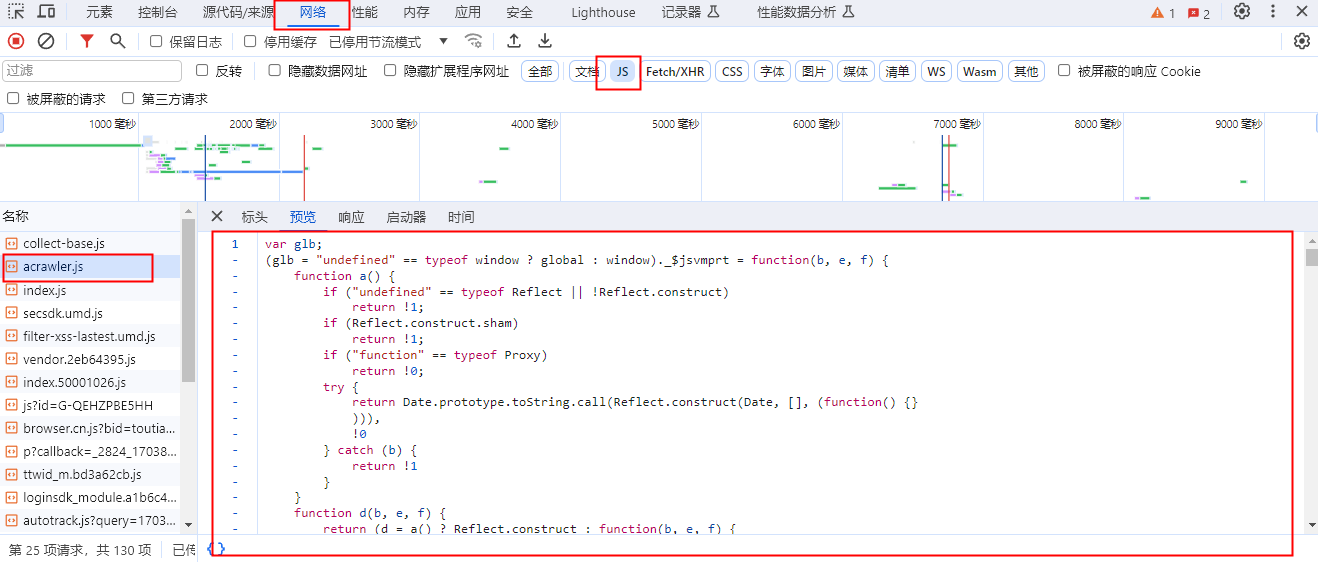 元素 控制台 源代码/来源 网络 性能 内存 应用 安全 Lighthouse 记录器 性能数据分析 1 2
保留日志 停用缓存 已停用节流模式
过滤 反转 隐藏数据网址 隐藏扩展程序网址 全部 文档 JS Fetch/XHR CSS 字体 图片 媒体 清单 WS Wasm 其他 被屏蔽的响应 Cookie
被屏蔽的请求 第三方请求
1000 毫秒 2000 毫秒 3000 毫秒 4000 毫秒 5000 毫秒 6000 毫秒 7000 毫秒 8000 毫秒 9000 毫秒
名称
collect-base.js
acrawler.js
index.js
secsdk.umd.js
filter-xss-lastest.umd.js
vendor.2eb64395.js
index.50001026.js
js?id=G-QEHZPBE5HH
browser.cn.js?bid=toutia...
p?callback=_2824_17038...
ttwid_m.bd3a62cb.js
loginsdk_module.a1b6c4...
autotrack.js?query=1703...
第 25 项请求，共 130 项 已传
标头 预览 响应 启动器 时间
1 var glb;
- (glb = "undefined" == typeof window ? global : window)._$jsvmprt = function(b, e, f) {
- function a() {
- if ("undefined" == typeof Reflect || !Reflect.construct)
- return !1;
- if (Reflect.construct.sham)
- return !1;
- if ("function" == typeof Proxy)
- return !0;
- try {
- return Date.prototype.toString.call(Reflect.construct(Date, [], (function() {}
- ))),
- !0
- } catch (b) {
- return !1
- }
- }
- function d(b, e, f) {
- return (d = a() ? Reflect.construct : function(b, e, f) {
{}